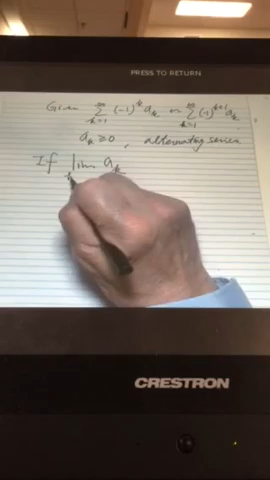 PRESS TO RETURN
Given ∑_{k=1}^{∞} (-1)^k a_k or ∑_{k=1}^{∞} (-1)^{k+1} a_k ,
a_k ≥ 0 , alternating series
If lim a_k
CRESTRON